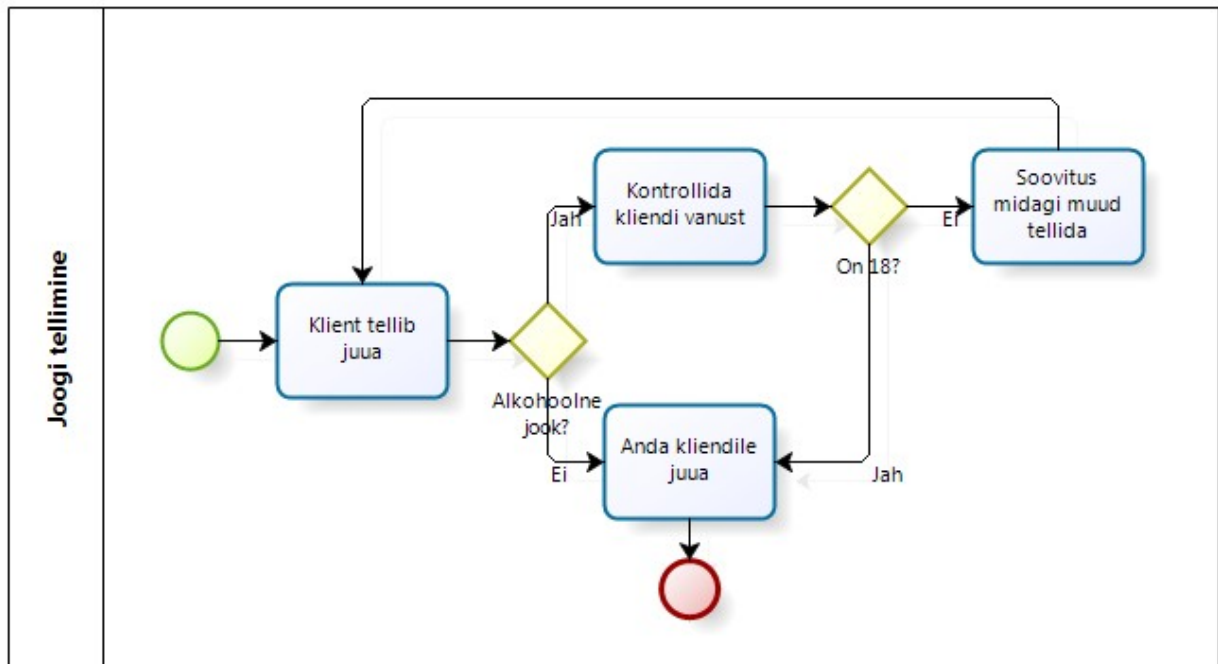 Joogi tellimine
Klient tellib
juua
Alkohoolne
jook?
Jah
Ei
Kontrollida
kliendi vanust
On 18?
Ei
Jah
Soovitus
midagi muud
tellida
Anda kliendile
juua